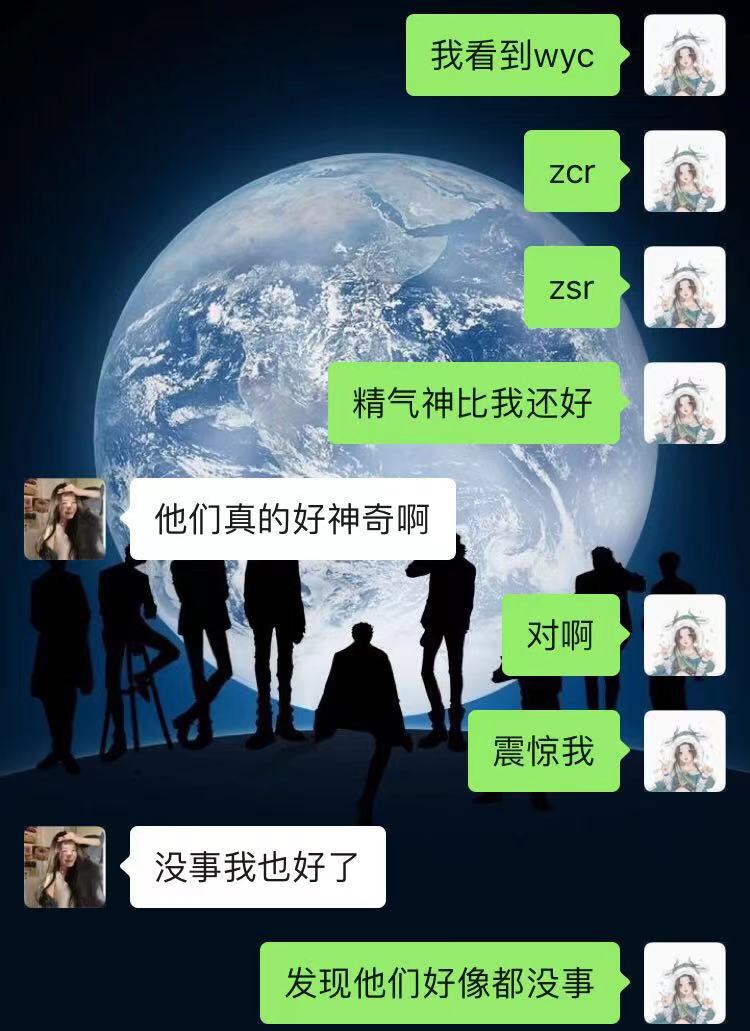 我看到wyc
zcr
zsr
精气神比我还好
他们真的好神奇啊
对啊
震惊我
没事我也好了
发现他们好像都没事